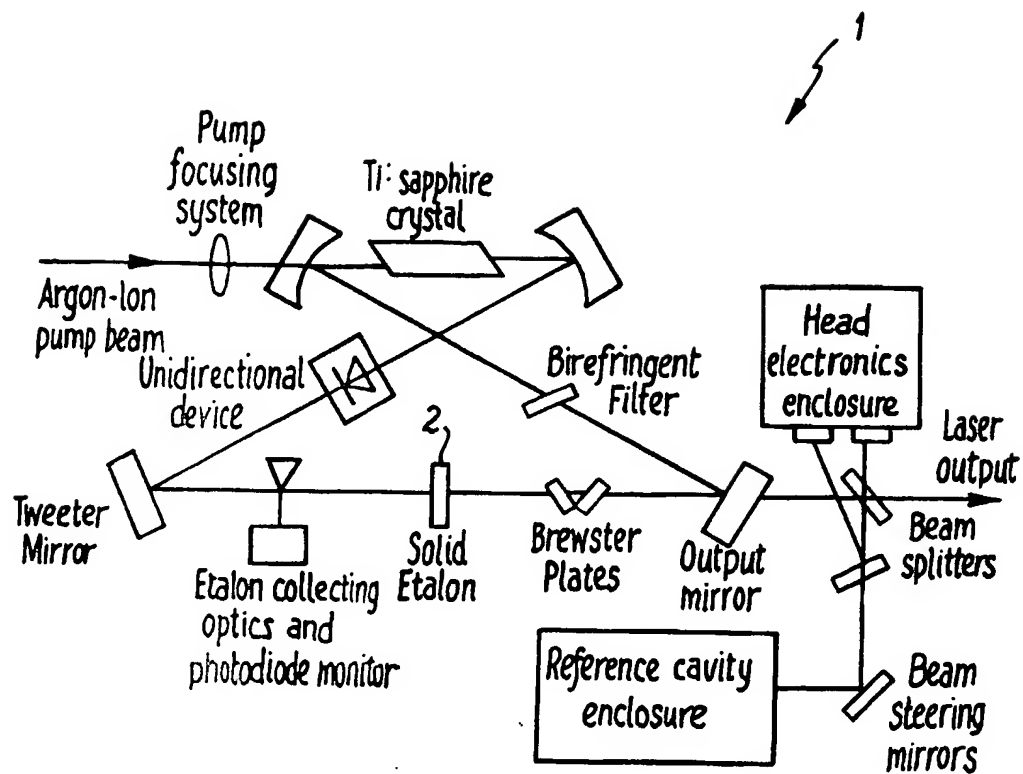 1
Pump
focusing
system
Ti: sapphire
crystal
Argon-Ion
pump beam
Unidirectional
device
Birefringent
Filter
Head
electronics
enclosure
Laser
output
2
Tweeter
Mirror
Solid
Etalon
Brewster
Plates
Output
mirror
Beam
splitters
Etalon collecting
optics and
photodiode monitor
Reference cavity
enclosure
Beam
steering
mirrors